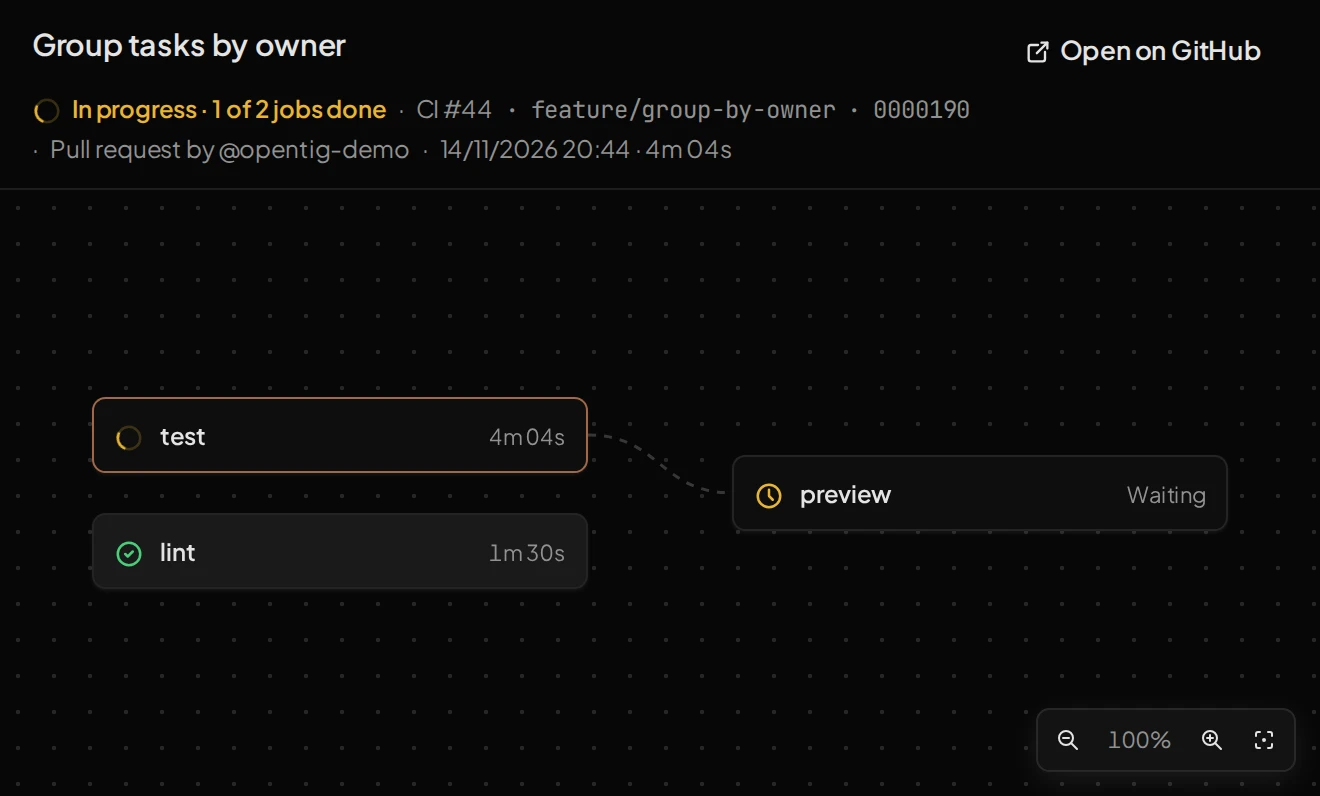 Group tasks by owner
Open on GitHub
In progress · 1 of 2 jobs done · CI #44 · feature/group-by-owner · 0000190
· Pull request by @opentig-demo · 14/11/2026 20:44 · 4m 04s
test 4m 04s
preview Waiting
lint 1m 30s
100%